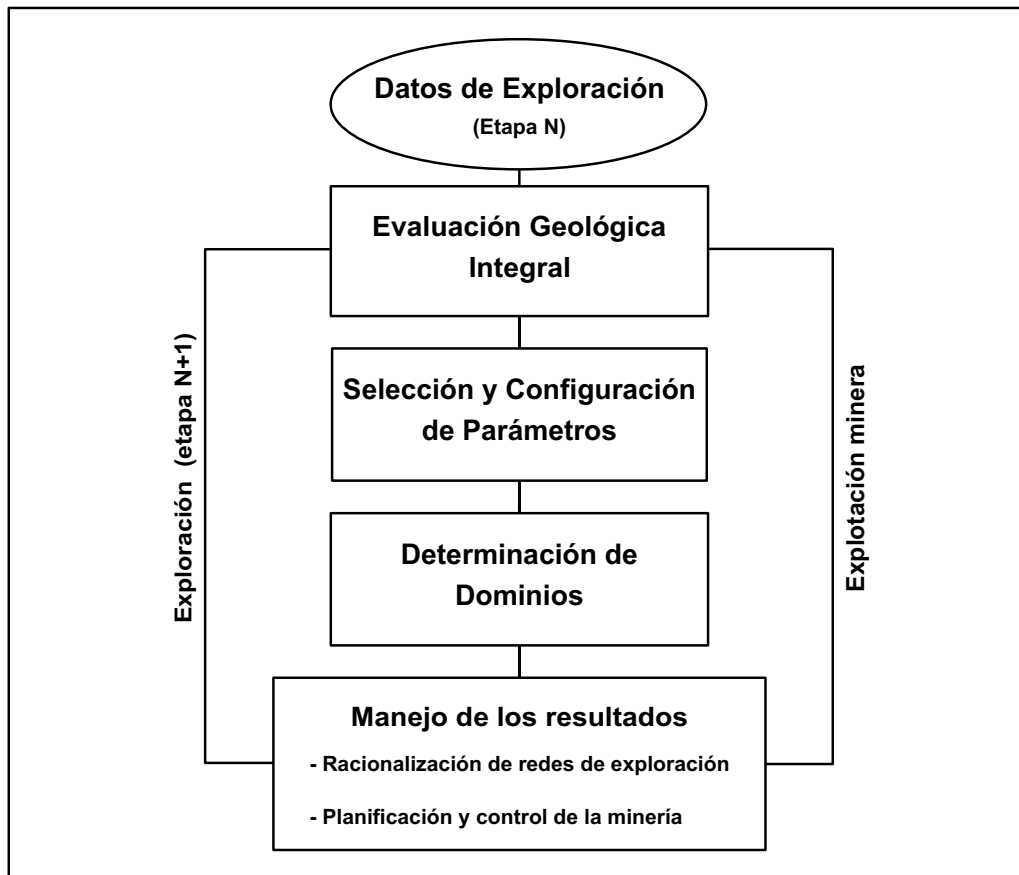 Datos de Exploración
(Etapa N)
Evaluación Geológica
Integral
Selección y Configuración
de Parámetros
Determinación de
Dominios
Manejo de los resultados
- Racionalización de redes de exploración
- Planificación y control de la minería
Exploración (etapa N+1)
Explotación minera